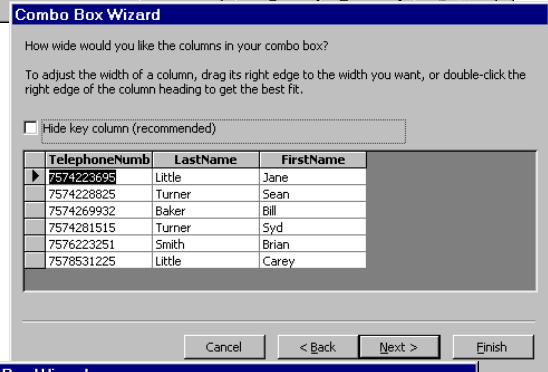 Combo Box Wizard
How wide would you like the columns in your combo box?
To adjust the width of a column, drag its right edge to the width you want, or double-click the
right edge of the column heading to get the best fit.
Hide key column (recommended)
TelephoneNumb LastName FirstName
7574223695 Little Jane
7574228825 Turner Sean
7574269932 Baker Bill
7574281515 Turner Syd
7576223251 Smith Brian
7578531225 Little Carey
Cancel < Back Next > Finish